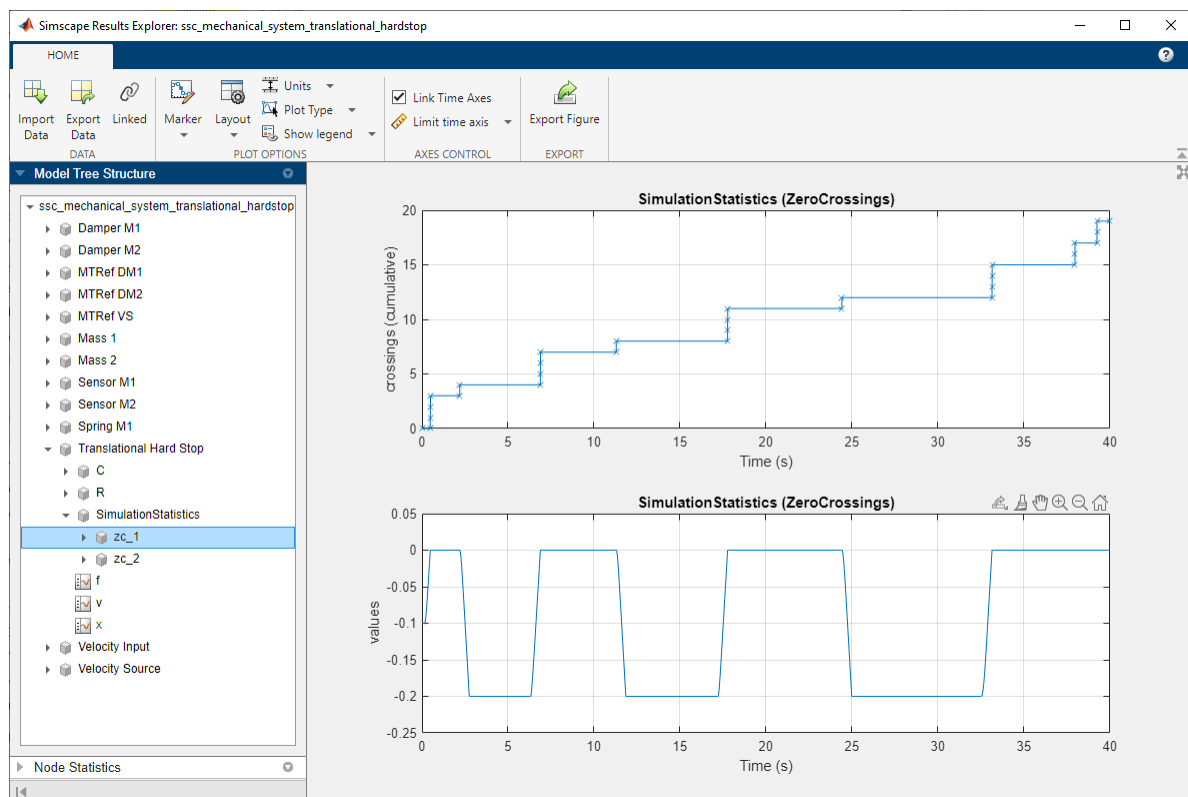 Simscape Results Explorer: ssc_mechanical_system_translational_hardstop
HOME
?
Import Data
Export Data
Linked
Marker
Layout
Units
Plot Type
Show legend
Link Time Axes
Limit time axis
Export Figure
DATA
PLOT OPTIONS
AXES CONTROL
EXPORT
Model Tree Structure
ssc_mechanical_system_translational_hardstop
Damper M1
Damper M2
MTRef DM1
MTRef DM2
MTRef VS
Mass 1
Mass 2
Sensor M1
Sensor M2
Spring M1
Translational Hard Stop
C
R
SimulationStatistics
zc_1
zc_2
f
v
x
Velocity Input
Velocity Source
Node Statistics
SimulationStatistics (ZeroCrossings)
20
15
10
5
0
crossings (cumulative)
0 5 10 15 20 25 30 35 40
Time (s)
SimulationStatistics (ZeroCrossings)
0.05
0
-0.05
-0.1
-0.15
-0.2
-0.25
values
0 5 10 15 20 25 30 35 40
Time (s)